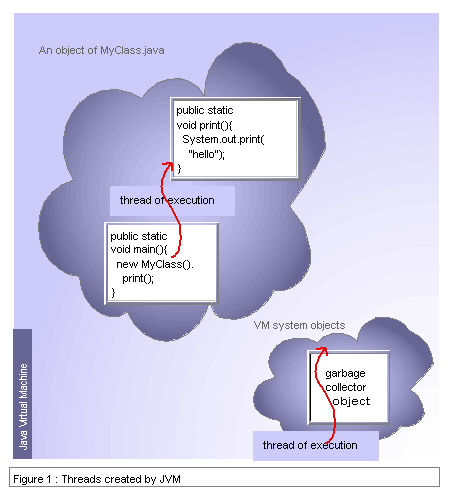 An object of MyClass.java
public static
void print(){
System.out.print(
"hello");
}
thread of execution
public static
void main(){
new MyClass().
print();
}
VM system objects
garbage
collector
object
thread of execution
Java Virtual Machine
Figure 1 : Threads created by JVM